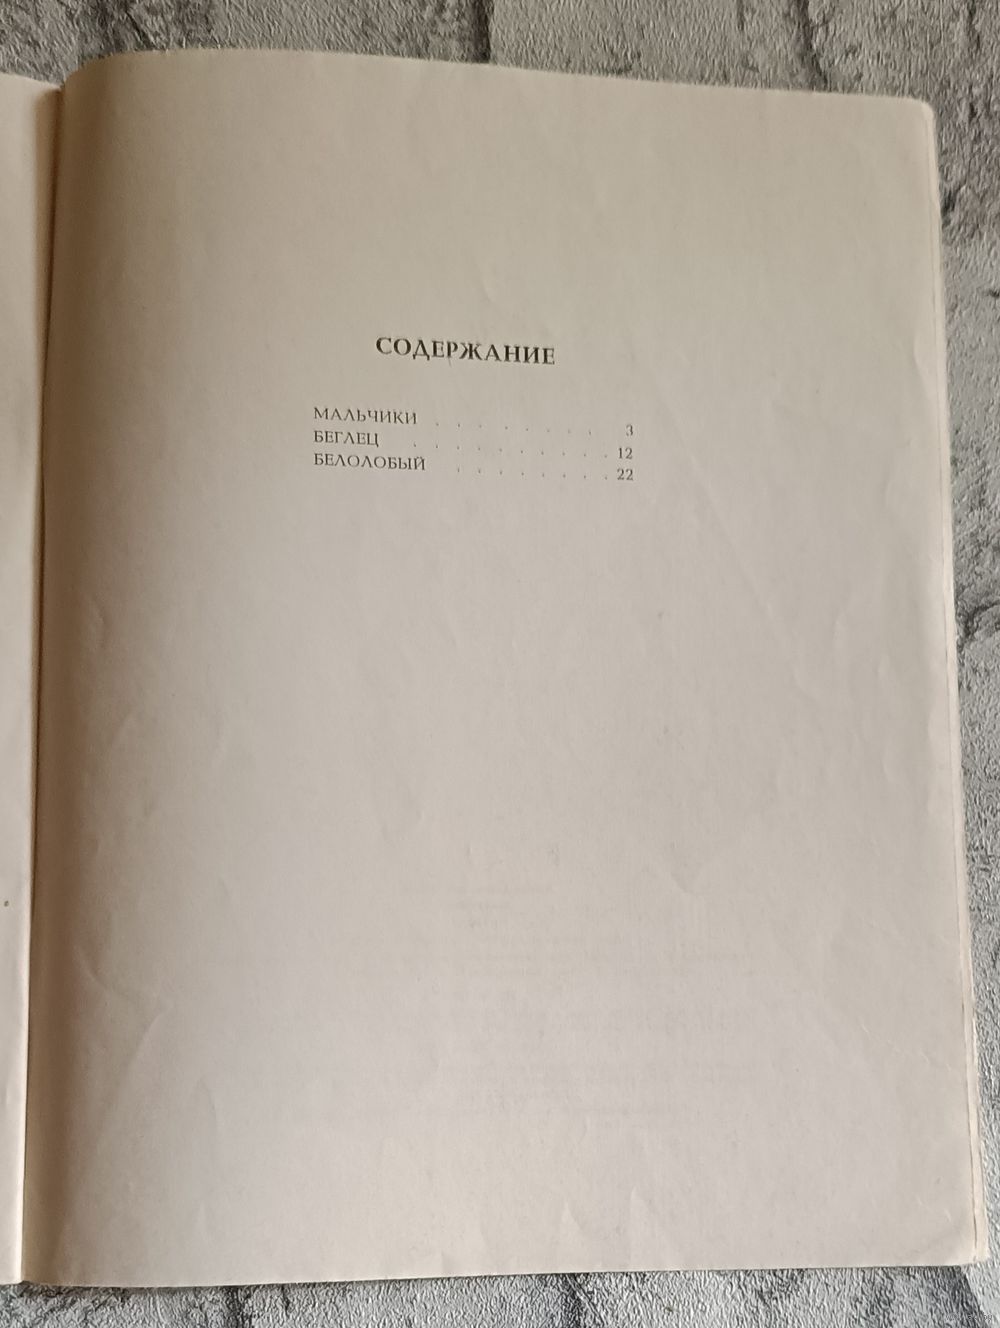 СОДЕРЖАНИЕ
МАЛЬЧИКИ . . . . . . . . 3
БЕГЛЕЦ . . . . . . . . . . 12
БЕЛОЛОБЫЙ . . . . . . . . 22